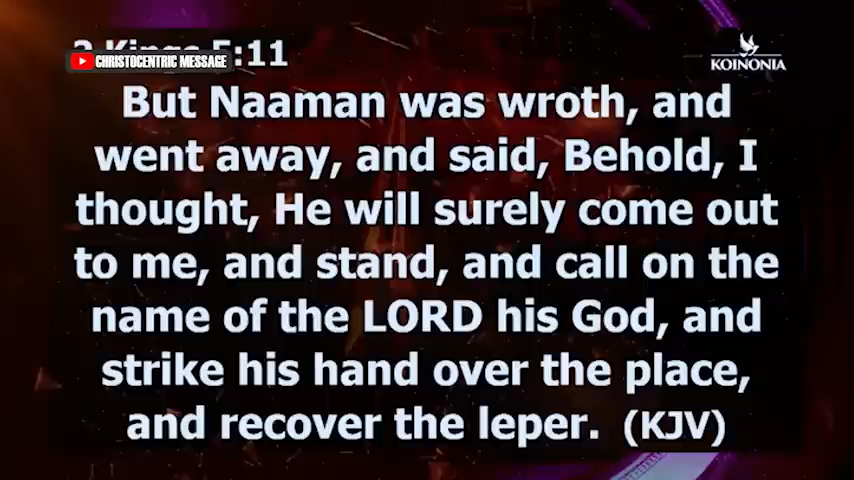 2 Kings 5:11
CHRISTOCENTRIC MESSAGE
KOINONIA
But Naaman was wroth, and
went away, and said, Behold, I
thought, He will surely come out
to me, and stand, and call on the
name of the LORD his God, and
strike his hand over the place,
and recover the leper. (KJV)